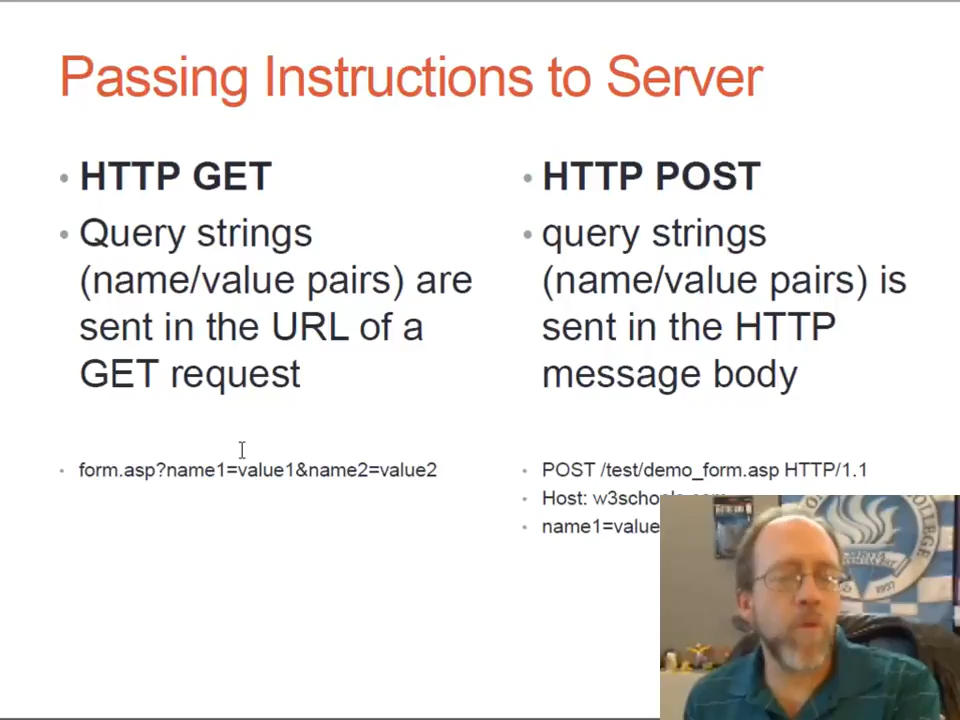 Passing Instructions to Server
• HTTP GET
• Query strings
(name/value pairs) are
sent in the URL of a
GET request
• form.asp?name1=value1&name2=value2
• HTTP POST
• query strings
(name/value pairs) is
sent in the HTTP
message body
• POST /test/demo_form.asp HTTP/1.1
• Host: w3schools.com
• name1=value
COLLEGE
1957